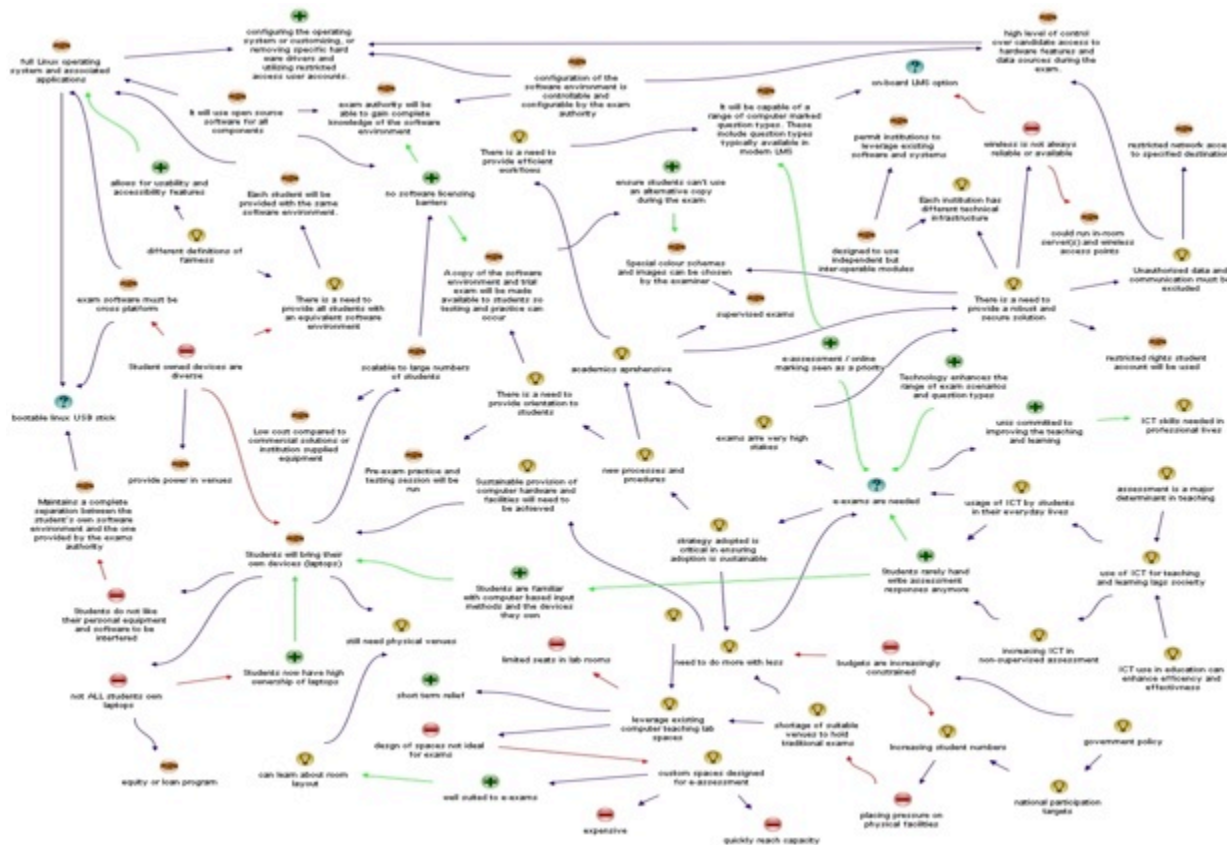 full Linux operating
system and associated
applications
configuring the operating
system or customizing, or
removing specific hard
ware drivers and
utilizing restricted
access user accounts.
high level of control
over candidate access to
hardware features and
data sources during the
exam.
It will use open source
software for all
components
exam authority will be
able to gain complete
knowledge of the software
environment
configuration of the
software environment is
controllable and
configurable by the exam
authority
on-board LMS option
It will be capable of a
range of computer marked
question types. These
include question types
typically available in
modern LMS
There is a need to
provide efficient
workflows
permit institutions to
leverage existing
software and systems
wireless is not always
reliable or available
restricted network acces
to specified destination
allows for usability and
accessibility features
Each student will be
provided with the same
software environment.
no software licencing
barriers
ensure students can't use
an alternative copy
during the exam
Each institution has
different technical
infrastructure
could run in-room
server(s) and wireless
access points
different definitions of
fairness
A copy of the software
environment and trial
exam will be made
available to students so
testing and practice can
occur
Special colour schemes
and images can be chosen
by the examiner
designed to use
independent but
inter-operable modules
Unauthorised data and
communication must be
excluded
exam software must be
cross platform
There is a need to
provide all students with
an equivalent software
environment
supervised exams
There is a need to
provide a robust and
secure solution
Student owned devices are
diverse
scalable to large numbers
of students
academics aprehensive
e-assessment / online
marking seen as a priority
restricted rights student
account will be used
Technology enhances the
range of exam scenarios
and question types
bootable linux USB stick
There is a need to
provide orientation to
students
Low cost compared to
commercial solutions or
institution supplied
equipment
exams arre very high
stakes
unis committed to
improving the teaching
and learning
ICT skills needed in
professional lives
provide power in venues
Pre-exam practice and
testing session will be
run
Sustainable provision of
computer hardware and
facilities will need to
be achieved
new processes and
prcedures
e-exams are needed
usage of ICT by students
in their everyday lives
assessment is a major
determinant in teaching
Maintains a complete
separation between the
student's own software
environment and the one
provided by the exams
authority
Students will bring their
own devices (laptops)
strategy adopted is
critical in ensuring
adoption is sustainable
Students rarely hand
write assessment
responses anymore
use of ICT for teaching
and learning lags society
Students do not like
their personal equipment
and software to be
interfered
Students are familiar
with computer based input
methods and the devices
they own
still need physical venues
limited seats in lab rooms
need to do more with less
budgets are increasingly
constrained
increasing ICT in
non-supervised assessment
ICT use in education can
enhance efficiency and
effectivness
not ALL students own
laptops
Students now have high
ownership of laptops
short term relief
leverage existing
computer teaching lab
spaces
shortage of suitable
venues to hold
traditional exams
Increasing student numbers
government policy
desgn of spaces not ideal
for exams
equity or loan program
can learn about room
layout
well suited to e-exams
custom spaces designed
for e-assessment
national participation
targets
placing pressure on
physical facilities
expensive
quickly reach capacity